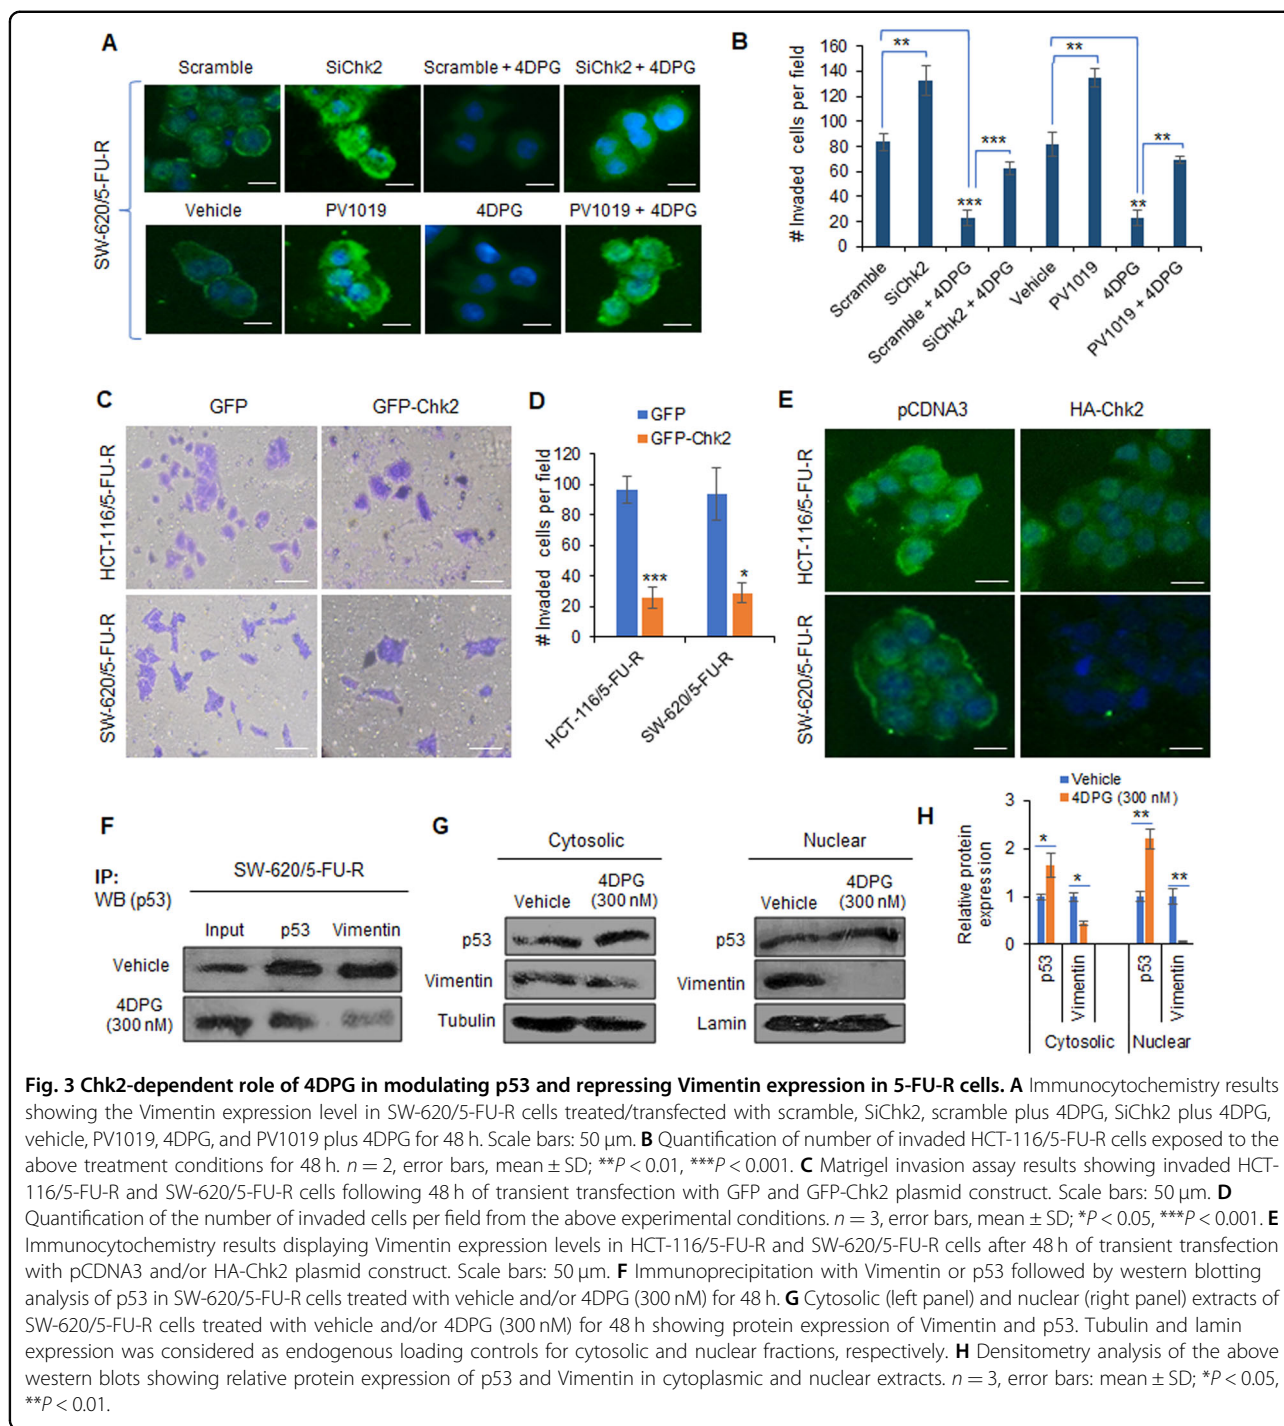 A
Scramble SiChk2 Scramble + 4DPG SiChk2 + 4DPG
SW-620/5-FU-R
Vehicle PV1019 4DPG PV1019 + 4DPG
B
# Invaded cells per field
160
140
120
100
80
60
40
20
0
** *** *** ** ** **
Scramble
SiChk2
Scramble + 4DPG
SiChk2 + 4DPG
Vehicle
PV1019
4DPG
PV1019 + 4DPG
C
GFP GFP-Chk2
HCT-116/5-FU-R
SW-620/5-FU-R
D
GFP
GFP-Chk2
# Invaded cells per field
120
100
80
60
40
20
0
*** *
HCT-116/5-FU-R
SW-620/5-FU-R
E
pCDNA3 HA-Chk2
HCT-116/5-FU-R
SW-620/5-FU-R
F
SW-620/5-FU-R
IP:
WB (p53)
Input p53 Vimentin
Vehicle
4DPG
(300 nM)
G
Cytosolic Nuclear
Vehicle 4DPG
(300 nM)
Vehicle 4DPG
(300 nM)
p53 p53
Vimentin Vimentin
Tubulin Lamin
H
Vehicle
4DPG (300 nM)
Relative protein
expression
3
2
1
0
* * ** **
p53 Vimentin p53 Vimentin
Cytosolic Nuclear
Fig. 3 Chk2-dependent role of 4DPG in modulating p53 and repressing Vimentin expression in 5-FU-R cells. A Immunocytochemistry results
showing the Vimentin expression level in SW-620/5-FU-R cells treated/transfected with scramble, SiChk2, scramble plus 4DPG, SiChk2 plus 4DPG,
vehicle, PV1019, 4DPG, and PV1019 plus 4DPG for 48 h. Scale bars: 50 µm. B Quantification of number of invaded HCT-116/5-FU-R cells exposed to the
above treatment conditions for 48 h. n = 2, error bars, mean ± SD; **P < 0.01, ***P < 0.001. C Matrigel invasion assay results showing invaded HCT-
116/5-FU-R and SW-620/5-FU-R cells following 48 h of transient transfection with GFP and GFP-Chk2 plasmid construct. Scale bars: 50 µm. D
Quantification of the number of invaded cells per field from the above experimental conditions. n = 3, error bars, mean ± SD; *P < 0.05, ***P < 0.001. E
Immunocytochemistry results displaying Vimentin expression levels in HCT-116/5-FU-R and SW-620/5-FU-R cells after 48 h of transient transfection
with pCDNA3 and/or HA-Chk2 plasmid construct. Scale bars: 50 µm. F Immunoprecipitation with Vimentin or p53 followed by western blotting
analysis of p53 in SW-620/5-FU-R cells treated with vehicle and/or 4DPG (300 nM) for 48 h. G Cytosolic (left panel) and nuclear (right panel) extracts of
SW-620/5-FU-R cells treated with vehicle and/or 4DPG (300 nM) for 48 h showing protein expression of Vimentin and p53. Tubulin and lamin
expression was considered as endogenous loading controls for cytosolic and nuclear fractions, respectively. H Densitometry analysis of the above
western blots showing relative protein expression of p53 and Vimentin in cytoplasmic and nuclear extracts. n = 3, error bars: mean ± SD; *P < 0.05,
**P < 0.01.